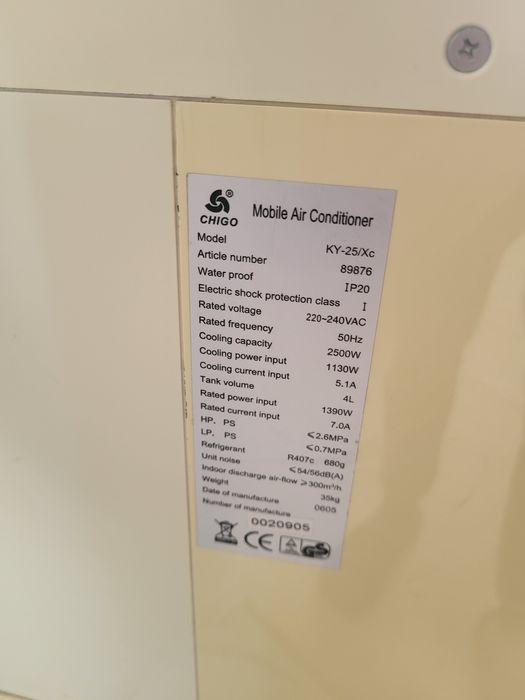 CHIGO ® Mobile Air Conditioner
Model KY-25/Xc
Article number 89876
Water proof IP20
Electric shock protection class I
Rated voltage 220~240VAC
Rated frequency 50Hz
Cooling capacity 2500W
Cooling power input 1130W
Cooling current input 5.1A
Tank volume 4L
Rated power input 1390W
Rated current input 7.0A
HP. PS ≤2.6MPa
LP. PS ≤0.7MPa
Refrigerant R407c 680g
Unit noise ≤54/56dB(A)
Indoor discharge air-flow ≥300m³/h
Weight 35kg
Date of manufacture 0605
Number of manufacture
0020905
CE GS